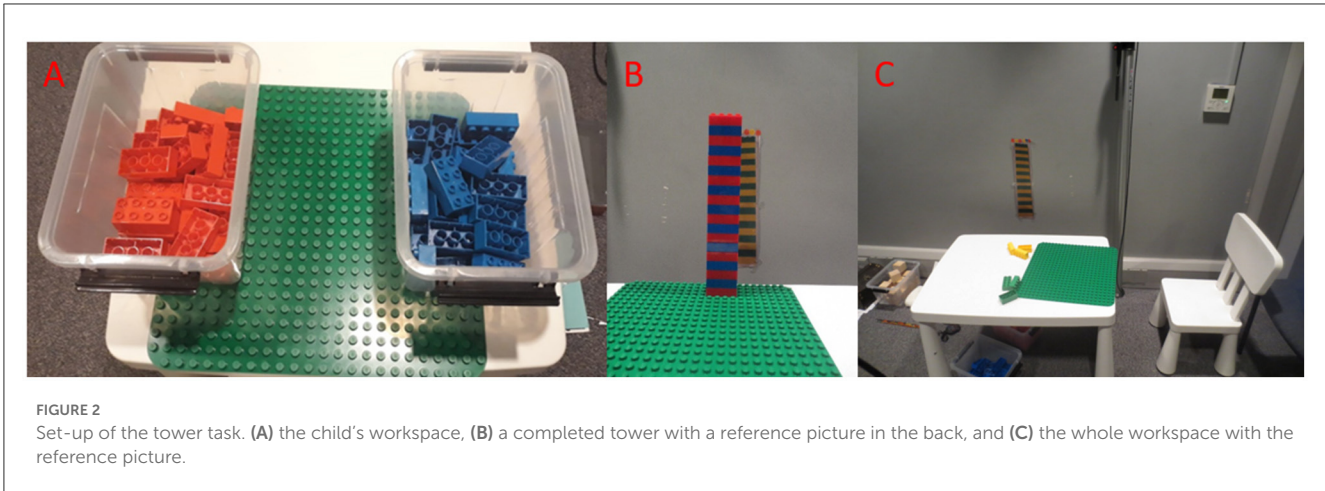 A
B
C
FIGURE 2
Set-up of the tower task. (A) the child's workspace, (B) a completed tower with a reference picture in the back, and (C) the whole workspace with the
reference picture.